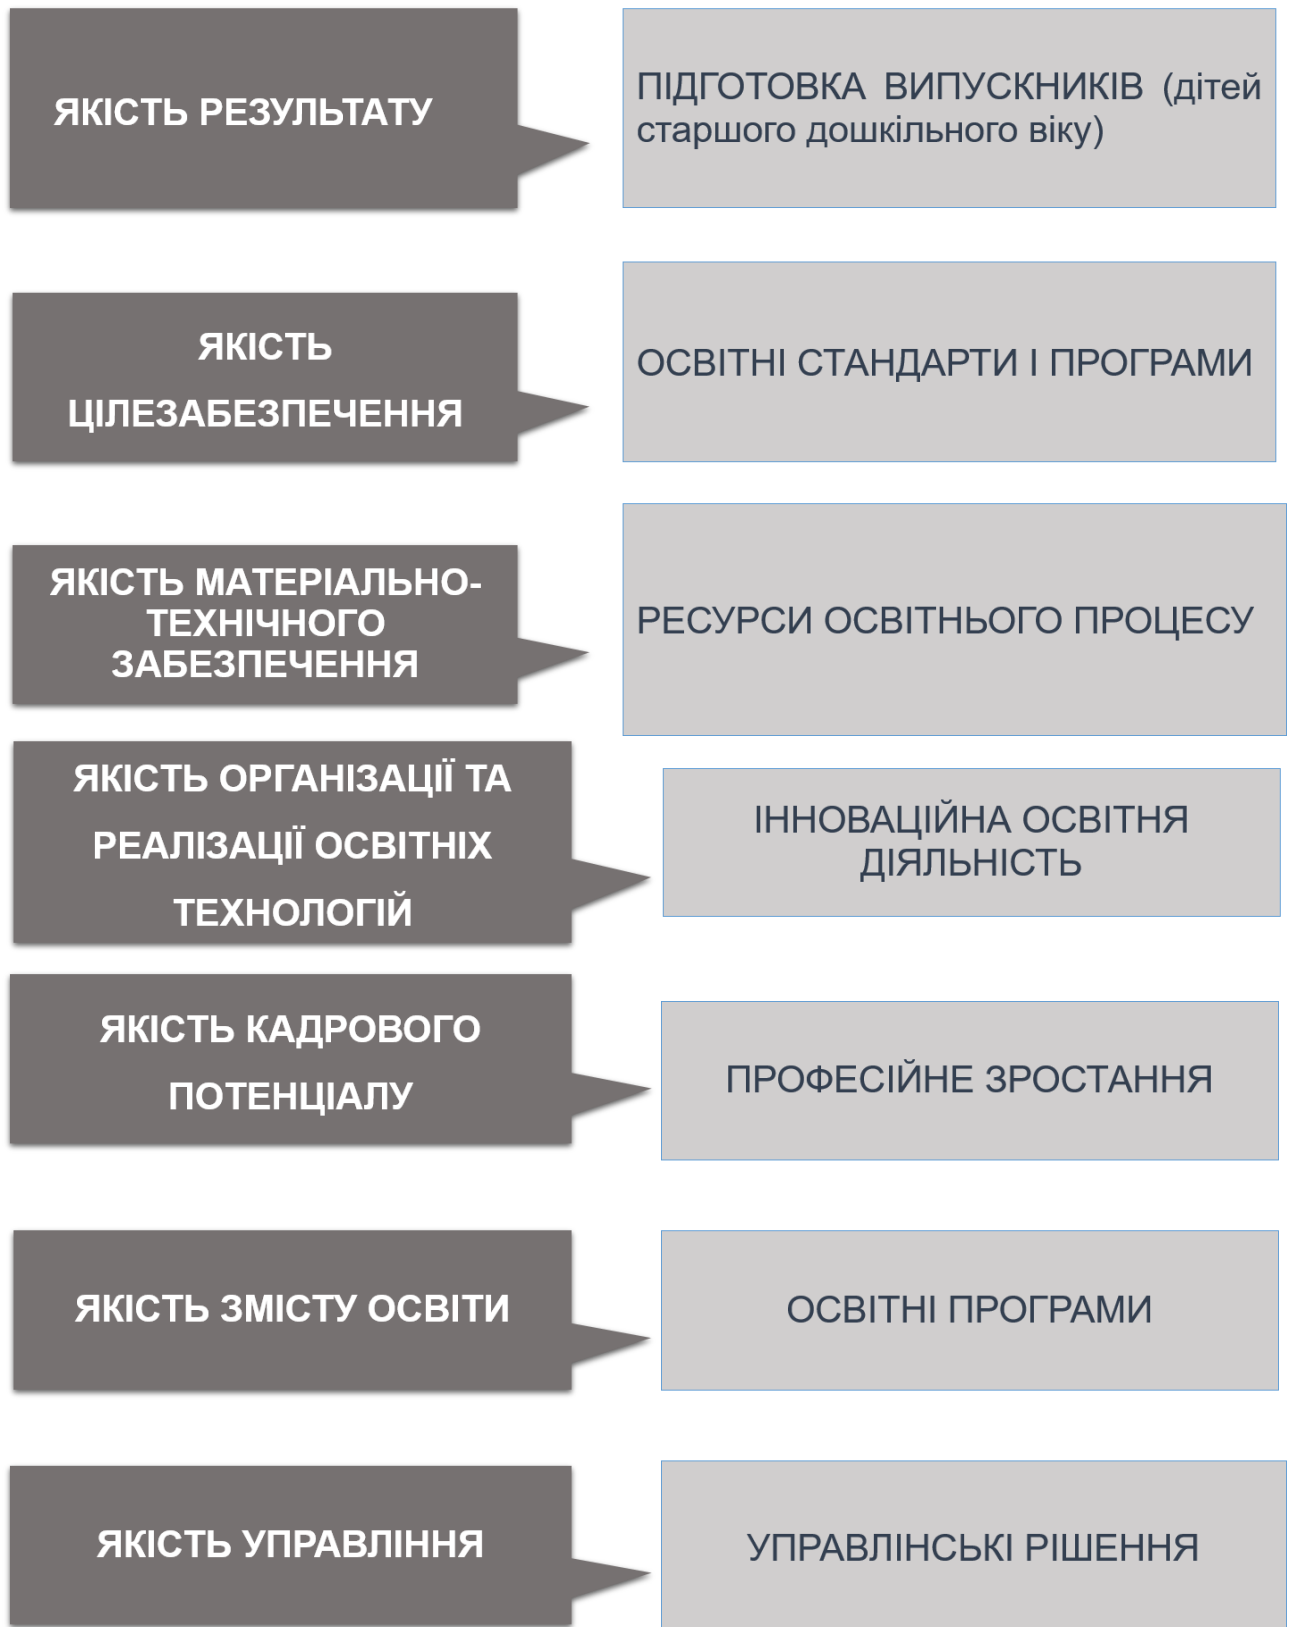 ЯКІСТЬ РЕЗУЛЬТАТУ
ПІДГОТОВКА ВИПУСКНИКІВ (дітей
старшого дошкільного віку)
ЯКІСТЬ
ЦІЛЕЗАБЕЗПЕЧЕННЯ
ОСВІТНІ СТАНДАРТИ І ПРОГРАМИ
ЯКІСТЬ МАТЕРІАЛЬНО-
ТЕХНІЧНОГО
ЗАБЕЗПЕЧЕННЯ
РЕСУРСИ ОСВІТНЬОГО ПРОЦЕСУ
ЯКІСТЬ ОРГАНІЗАЦІЇ ТА
РЕАЛІЗАЦІЇ ОСВІТНІХ
ТЕХНОЛОГІЙ
ІННОВАЦІЙНА ОСВІТНЯ
ДІЯЛЬНІСТЬ
ЯКІСТЬ КАДРОВОГО
ПОТЕНЦІАЛУ
ПРОФЕСІЙНЕ ЗРОСТАННЯ
ЯКІСТЬ ЗМІСТУ ОСВІТИ
ОСВІТНІ ПРОГРАМИ
ЯКІСТЬ УПРАВЛІННЯ
УПРАВЛІНСЬКІ РІШЕННЯ